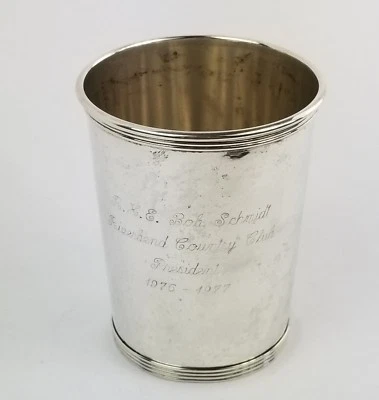 E. Bob Schmidt
Country Club
President
1976 - 1977